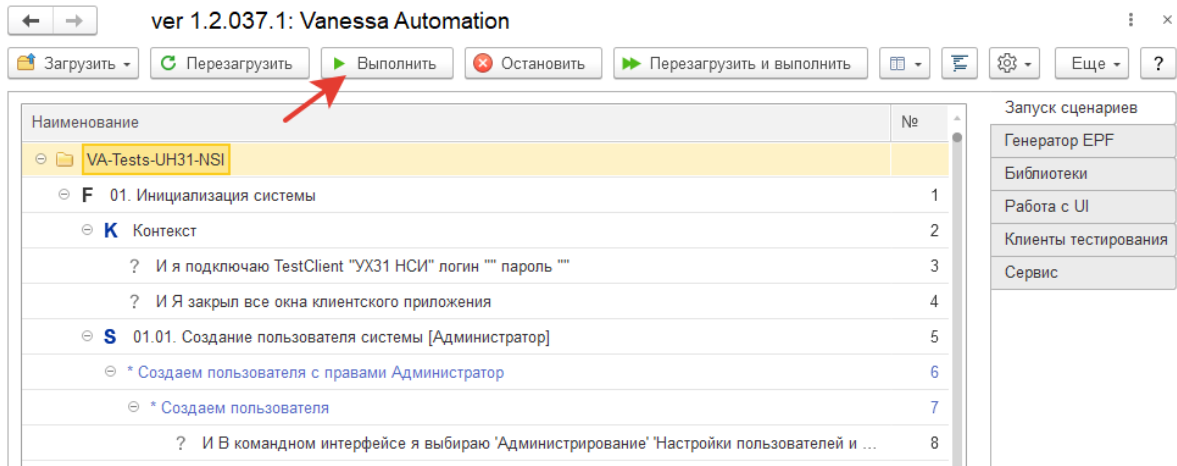 ver 1.2.037.1: Vanessa Automation
Загрузить Перезагрузить Выполнить Остановить Перезагрузить и выполнить Еще ?
Наименование №
VA-Tests-UH31-NSI
F 01. Инициализация системы 1
K Контекст 2
? И я подключаю TestClient "УХ31 НСИ" логин "" пароль "" 3
? И Я закрыл все окна клиентского приложения 4
S 01.01. Создание пользователя системы [Администратор] 5
* Создаем пользователя с правами Администратор 6
* Создаем пользователя 7
? И В командном интерфейсе я выбираю 'Администрирование' 'Настройки пользователей и ... 8
Запуск сценариев
Генератор EPF
Библиотеки
Работа с UI
Клиенты тестирования
Сервис